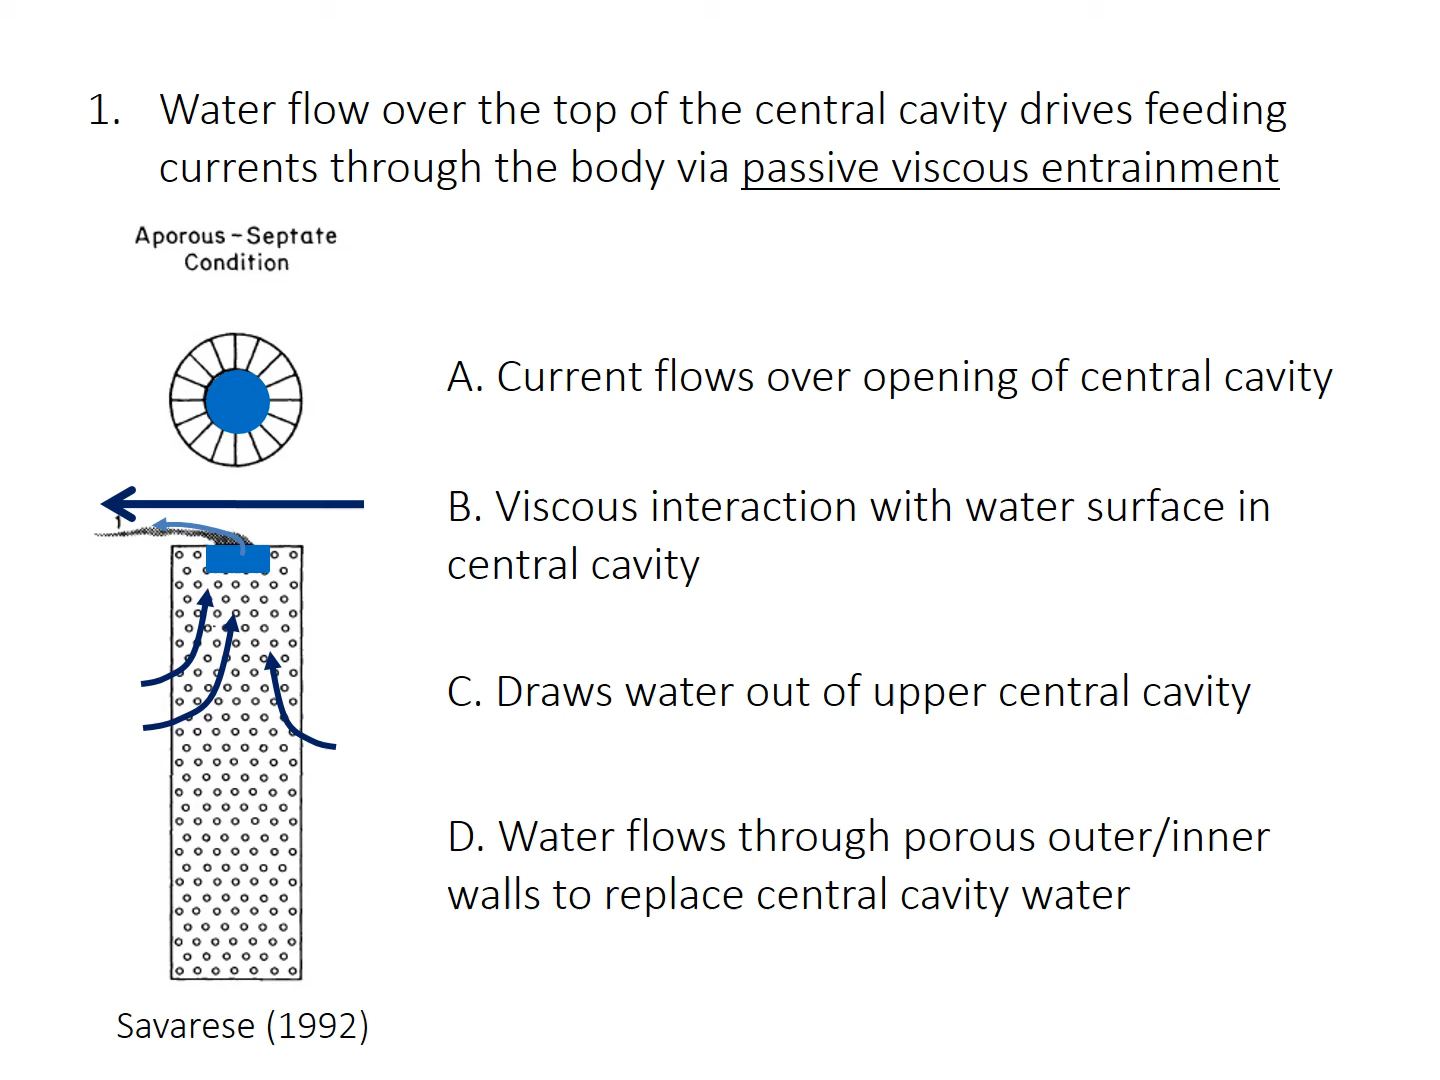 1. Water flow over the top of the central cavity drives feeding
currents through the body via passive viscous entrainment
Aporous-Septate
Condition
A. Current flows over opening of central cavity
B. Viscous interaction with water surface in
central cavity
C. Draws water out of upper central cavity
D. Water flows through porous outer/inner
walls to replace central cavity water
Savarese (1992)